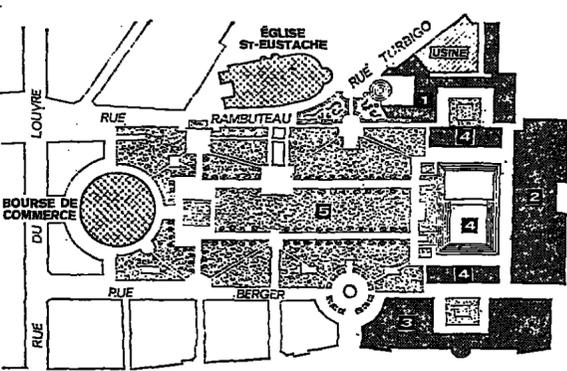 ÉGLISE
ST-EUSTACHE
RUE TURBIGO
USINE
1
RUE RAMBUTEAU
4
RUE DU LOUVRE
BOURSE DE
COMMERCE
5
4
2
4
RUE BERGER
3